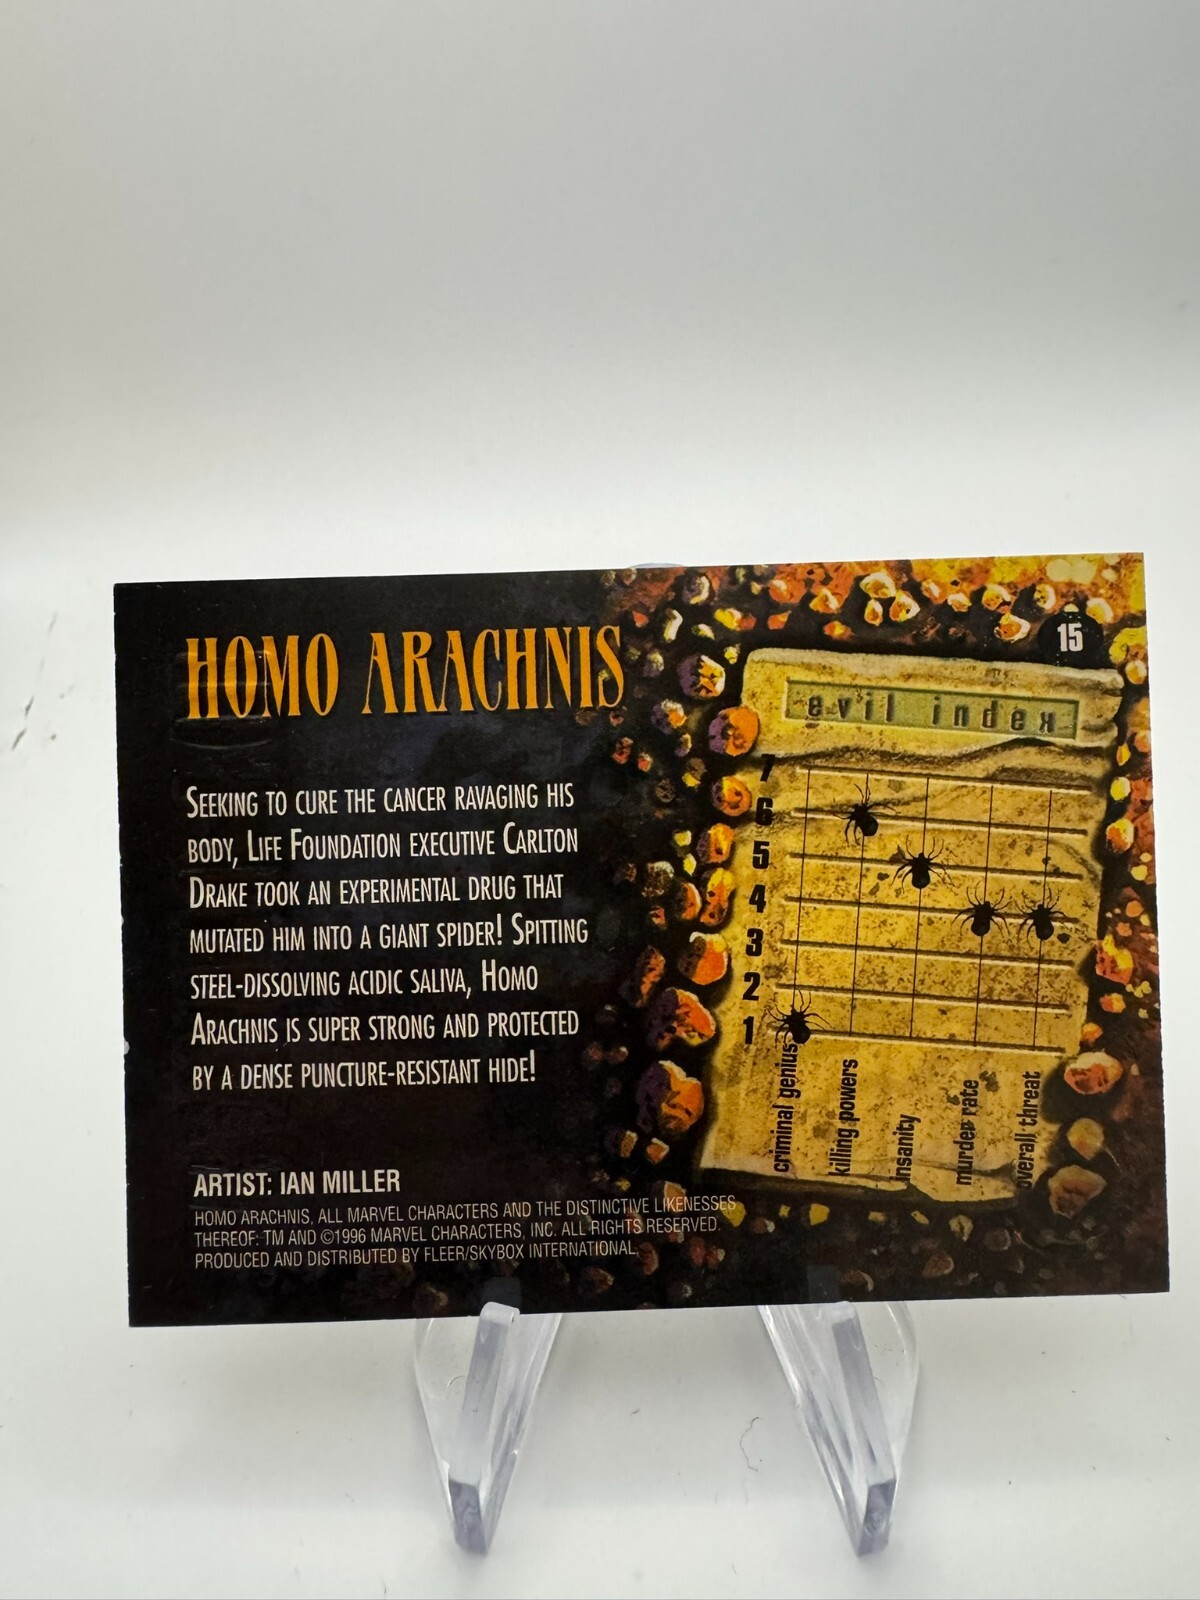 HOMO ARACHNIS
SEEKING TO CURE THE CANCER RAVAGING HIS
BODY, LIFE FOUNDATION EXECUTIVE CARLTON
DRAKE TOOK AN EXPERIMENTAL DRUG THAT
MUTATED HIM INTO A GIANT SPIDER! SPITTING
STEEL-DISSOLVING ACIDIC SALIVA, HOMO
ARACHNIS IS SUPER STRONG AND PROTECTED
BY A DENSE PUNCTURE-RESISTANT HIDE!
ARTIST: IAN MILLER
HOMO ARACHNIS, ALL MARVEL CHARACTERS AND THE DISTINCTIVE LIKENESSES
THEREOF: TM AND ©1996 MARVEL CHARACTERS, INC. ALL RIGHTS RESERVED.
PRODUCED AND DISTRIBUTED BY FLEER/SKYBOX INTERNATIONAL.
15
evil index
7
6
5
4
3
2
1
criminal genius
killing powers
insanity
murder rate
overall threat